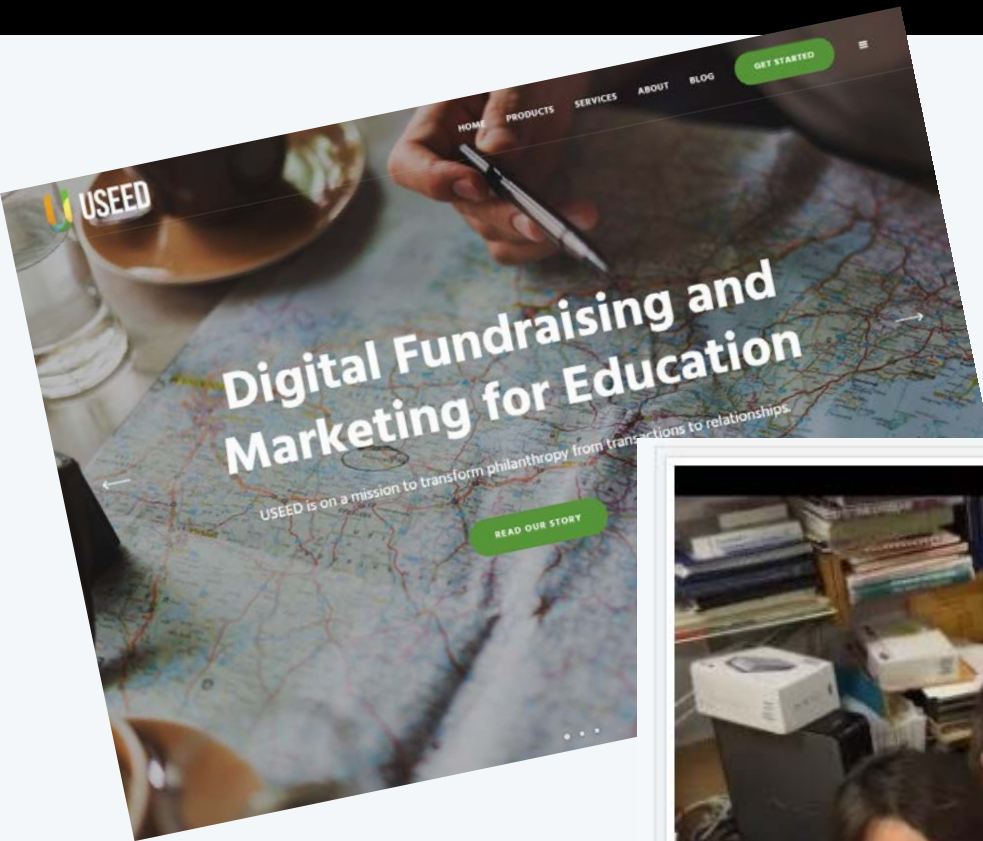 HOME PRODUCTS SERVICES ABOUT BLOG GET STARTED
USEED
Digital Fundraising and
Marketing for Education
USEED is on a mission to transform philanthropy from transactions to relationships.
READ OUR STORY